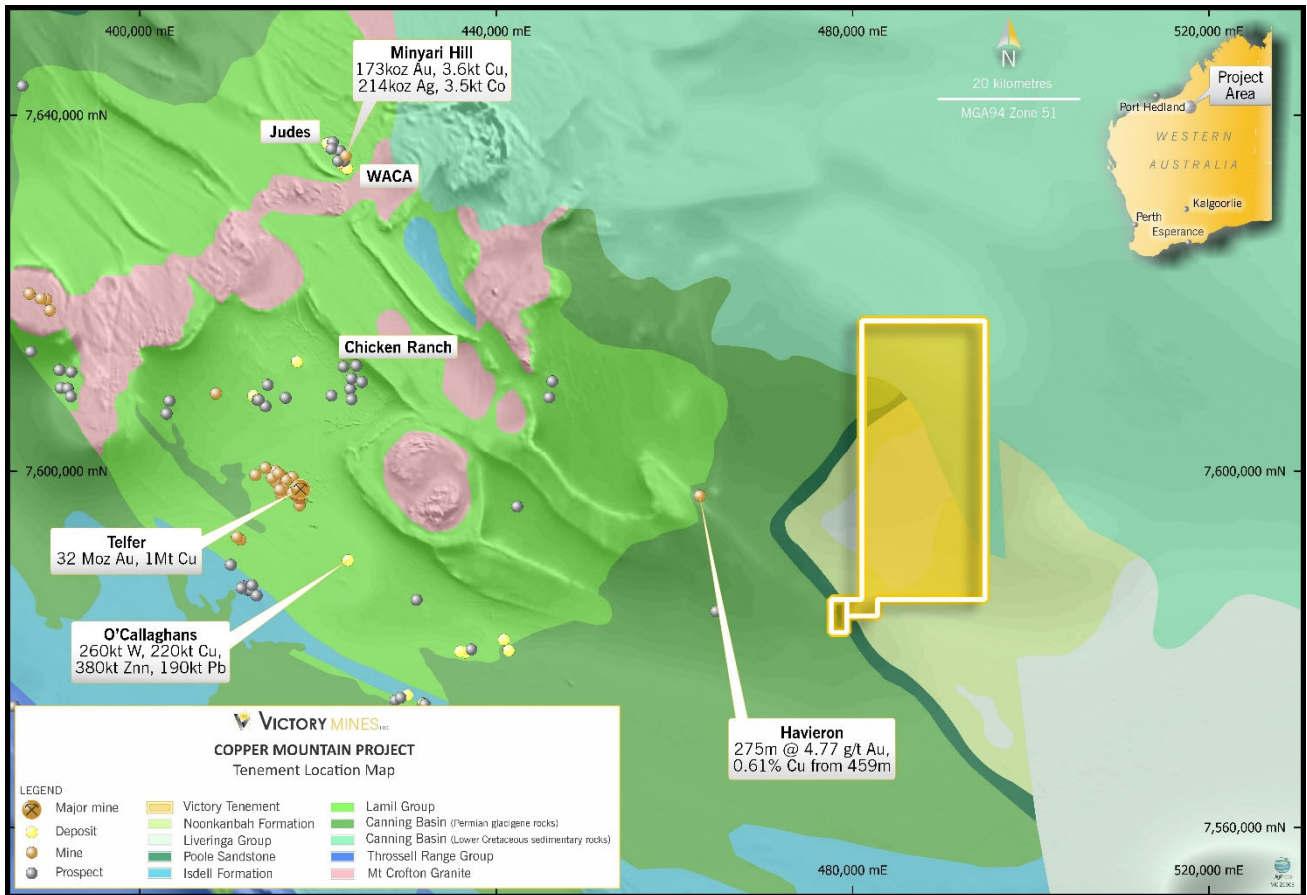 400,000 mE
440,000 mE
480,000 mE
520,000 mE
Minyari Hill
173koz Au, 3.6kt Cu,
214koz Ag, 3.5kt Co
N
20 kilometres
MGA94 Zone 51
Project
Area
Port Hedland
WESTERN
AUSTRALIA
Kalgoorlie
Perth
Esperance
7,640,000 mN
7,640,000 mN
Judes
WACA
Chicken Ranch
7,600,000 mN
7,600,000 mN
Telfer
32 Moz Au, 1Mt Cu
O'Callaghans
260kt W, 220kt Cu,
380kt Znn, 190kt Pb
Havieron
275m @ 4.77 g/t Au,
0.61% Cu from 459m
VICTORY MINES
COPPER MOUNTAIN PROJECT
Tenement Location Map
LEGEND
Major mine
Deposit
Mine
Prospect
Victory Tenement
Noonkanbah Formation
Liveringa Group
Poole Sandstone
Isdell Formation
Lamil Group
Canning Basin (Permian glacigene rocks)
Canning Basin (Lower Cretaceous sedimentary rocks)
Throssell Range Group
Mt Crofton Granite
7,560,000 mN
480,000 mE
520,000 mE